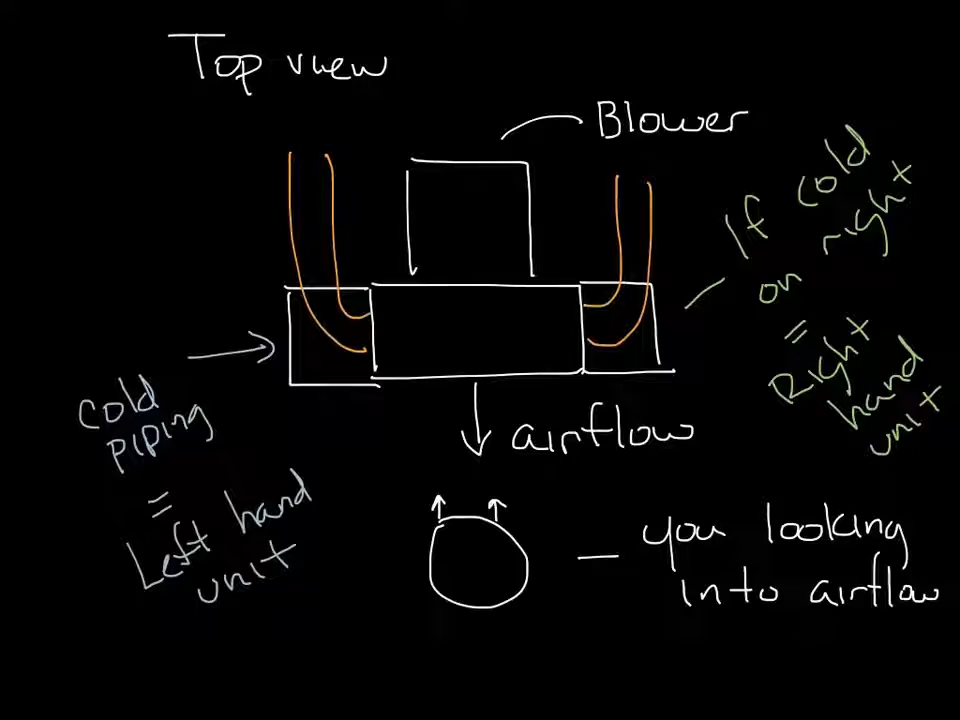 Top view
Blower
If cold
on right
=
Right
hand
unit
cold
piping
=
Left hand
unit
airflow
you looking
into airflow